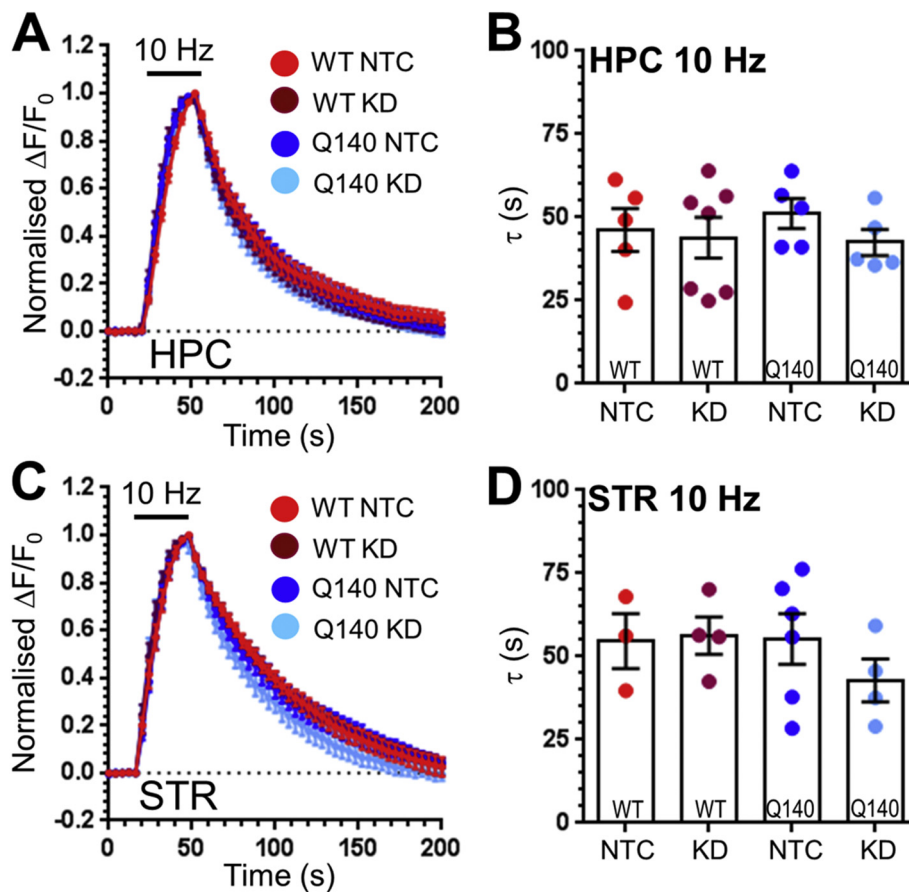 A
10 Hz
WT NTC
WT KD
Q140 NTC
Q140 KD
Normalised ΔF/F0
1.2
1.0
0.8
0.6
0.4
0.2
0.0
-0.2
HPC
0 50 100 150 200
Time (s)
B
HPC 10 Hz
τ (s)
100
75
50
25
0
WT WT Q140 Q140
NTC KD NTC KD
C
10 Hz
WT NTC
WT KD
Q140 NTC
Q140 KD
Normalised ΔF/F0
1.2
1.0
0.8
0.6
0.4
0.2
0.0
-0.2
STR
0 50 100 150 200
Time (s)
D
STR 10 Hz
τ (s)
100
75
50
25
0
WT WT Q140 Q140
NTC KD NTC KD